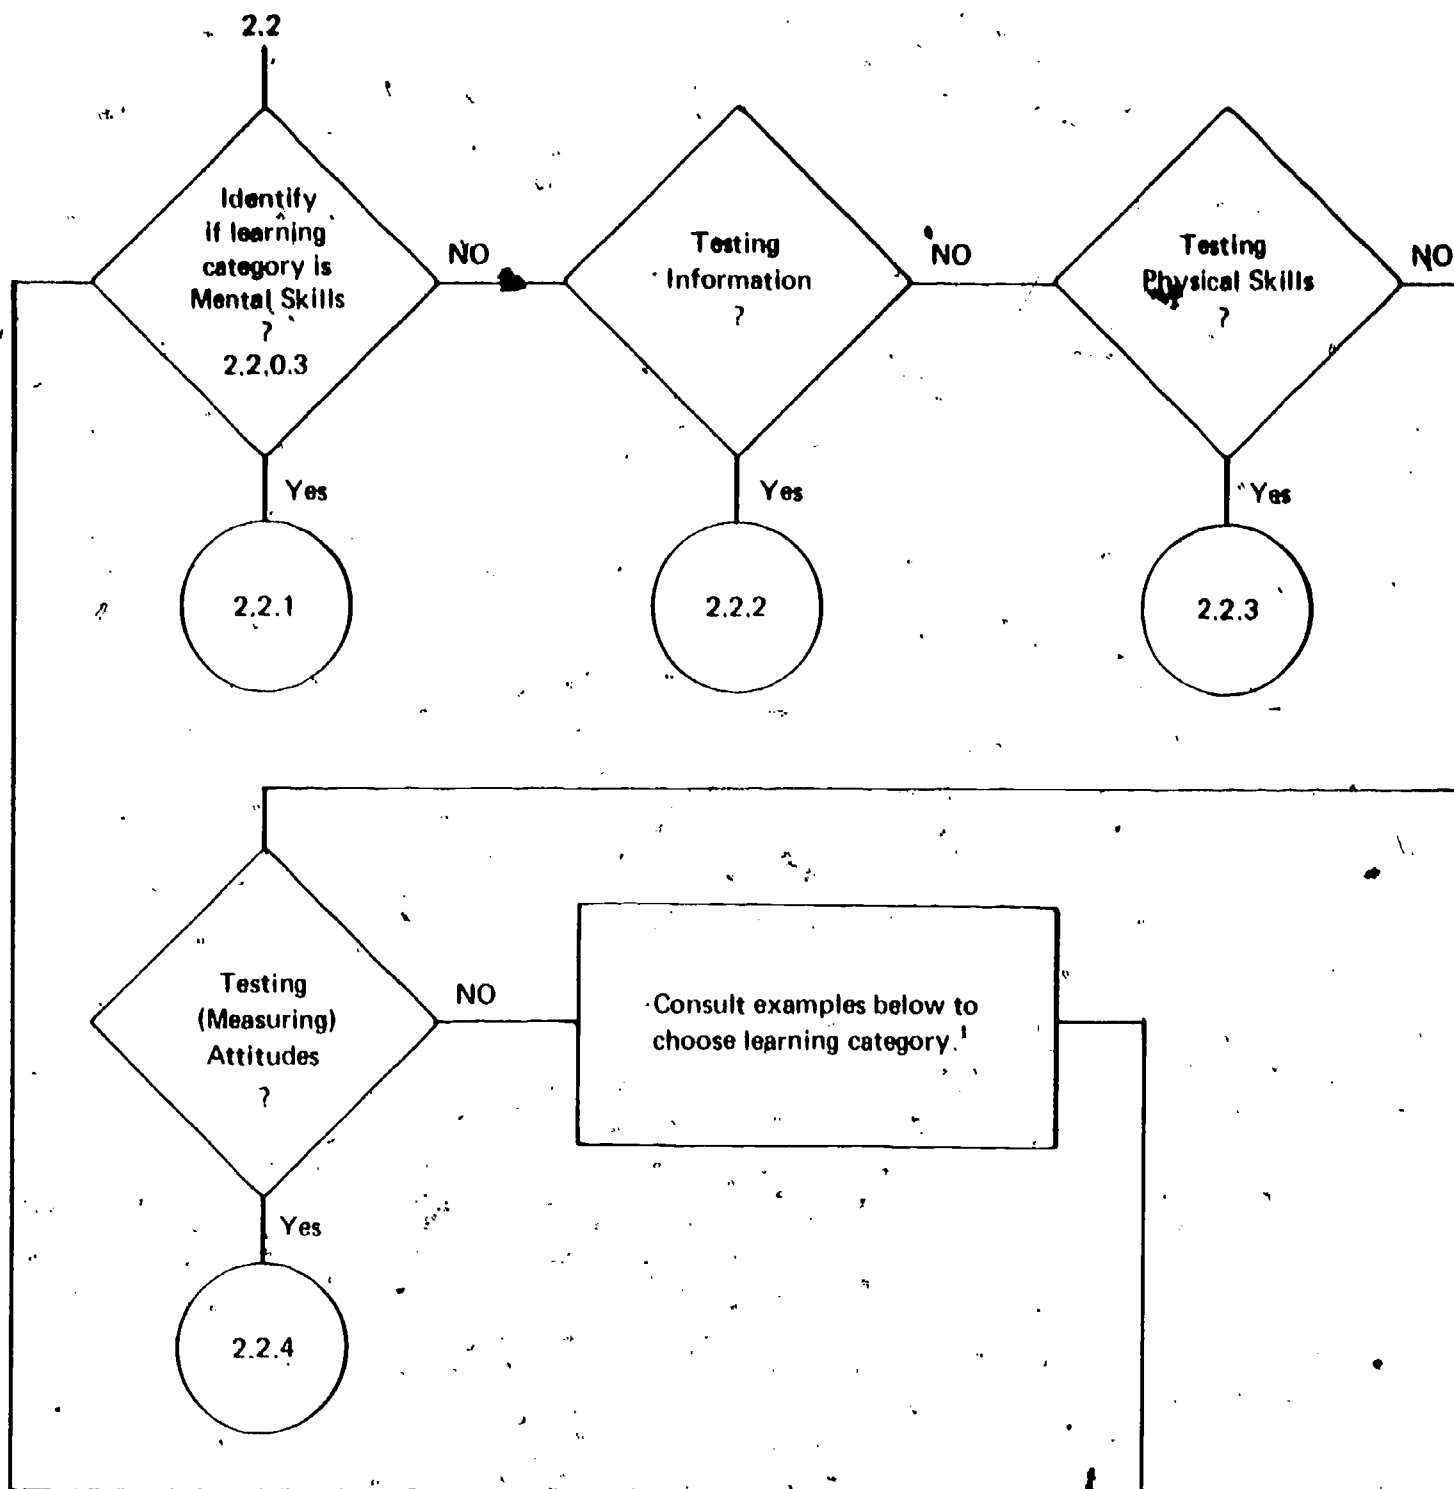 2.2
Identify
if learning
category is
Mental Skills
?
2.2.0.3
NO
Yes
2.2.1
Testing
Information
?
NO
Yes
2.2.2
Testing
Physical Skills
?
NO
Yes
2.2.3
Testing
(Measuring)
Attitudes
?
NO
Yes
2.2.4
Consult examples below to
choose learning category.1